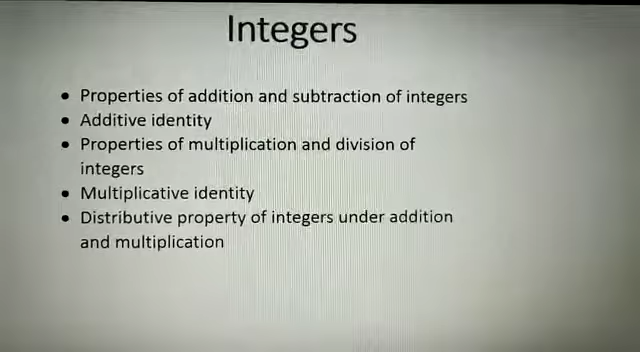 Integers
• Properties of addition and subtraction of integers
• Additive identity
• Properties of multiplication and division of
integers
• Multiplicative identity
• Distributive property of integers under addition
and multiplication